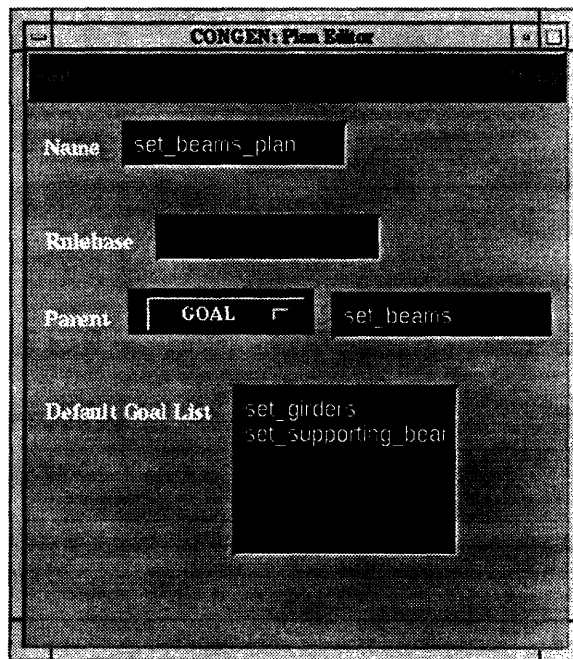 CONGEN: Plan Editor
Name set_beams_plan
Rulebase
Parent GOAL set_beams
Default Goal List set_girders
set_supporting_bear